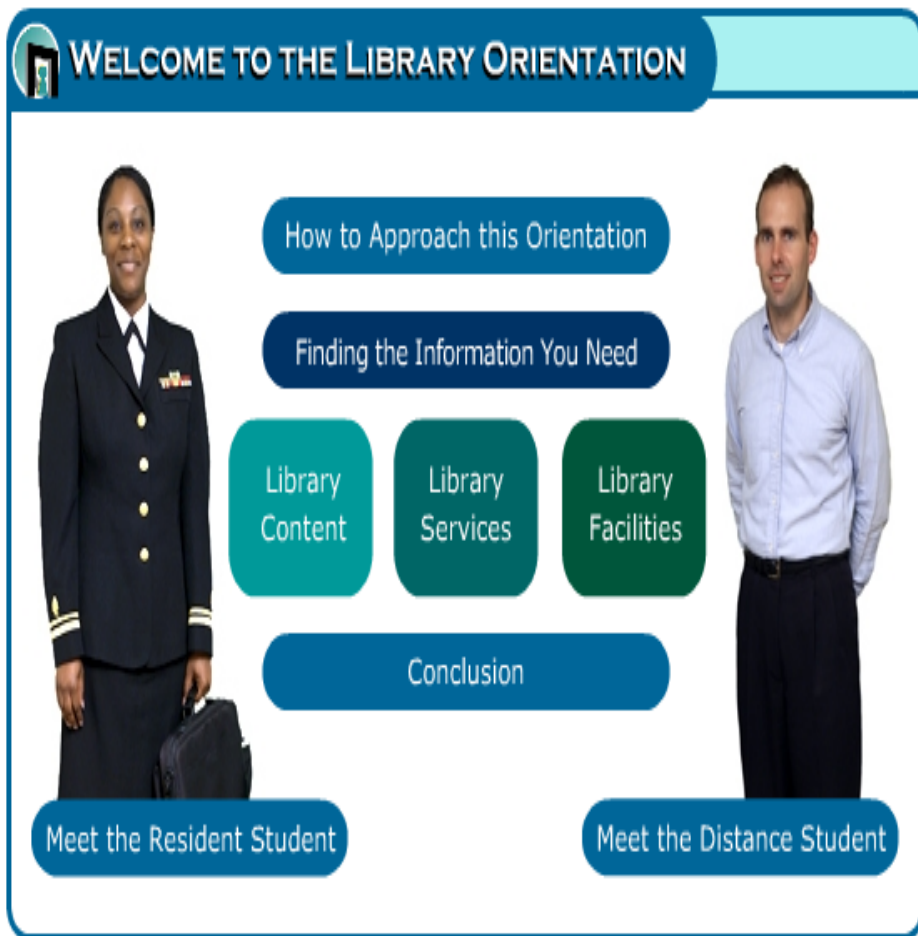 WELCOME TO THE LIBRARY ORIENTATION
How to Approach this Orientation
Finding the Information You Need
Library
Content
Library
Services
Library
Facilities
Conclusion
Meet the Resident Student
Meet the Distance Student